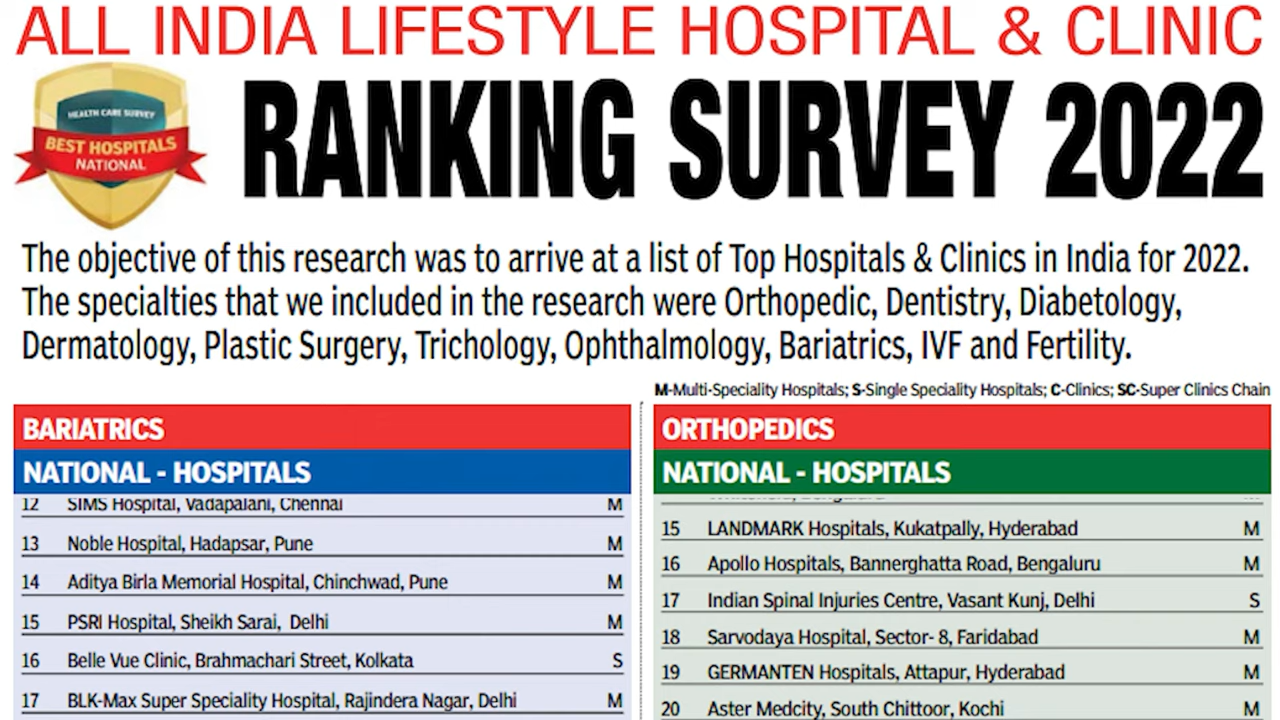 ALL INDIA LIFESTYLE HOSPITAL & CLINIC
HEALTH CARE SURVEY
BEST HOSPITALS
NATIONAL
RANKING SURVEY 2022
The objective of this research was to arrive at a list of Top Hospitals & Clinics in India for 2022.
The specialties that we included in the research were Orthopedic, Dentistry, Diabetology,
Dermatology, Plastic Surgery, Trichology, Ophthalmology, Bariatrics, IVF and Fertility.
M-Multi-Speciality Hospitals; S-Single Speciality Hospitals; C-Clinics; SC-Super Clinics Chain
BARIATRICS
NATIONAL - HOSPITALS
12 SIMS Hospital, Vadapalani, Chennai M
13 Noble Hospital, Hadapsar, Pune M
14 Aditya Birla Memorial Hospital, Chinchwad, Pune M
15 PSRI Hospital, Sheikh Sarai, Delhi M
16 Belle Vue Clinic, Brahmachari Street, Kolkata S
17 BLK-Max Super Speciality Hospital, Rajindera Nagar, Delhi M
ORTHOPEDICS
NATIONAL - HOSPITALS
15 LANDMARK Hospitals, Kukatpally, Hyderabad M
16 Apollo Hospitals, Bannerghatta Road, Bengaluru M
17 Indian Spinal Injuries Centre, Vasant Kunj, Delhi S
18 Sarvodaya Hospital, Sector- 8, Faridabad M
19 GERMANTEN Hospitals, Attapur, Hyderabad M
20 Aster Medcity, South Chittoor, Kochi M